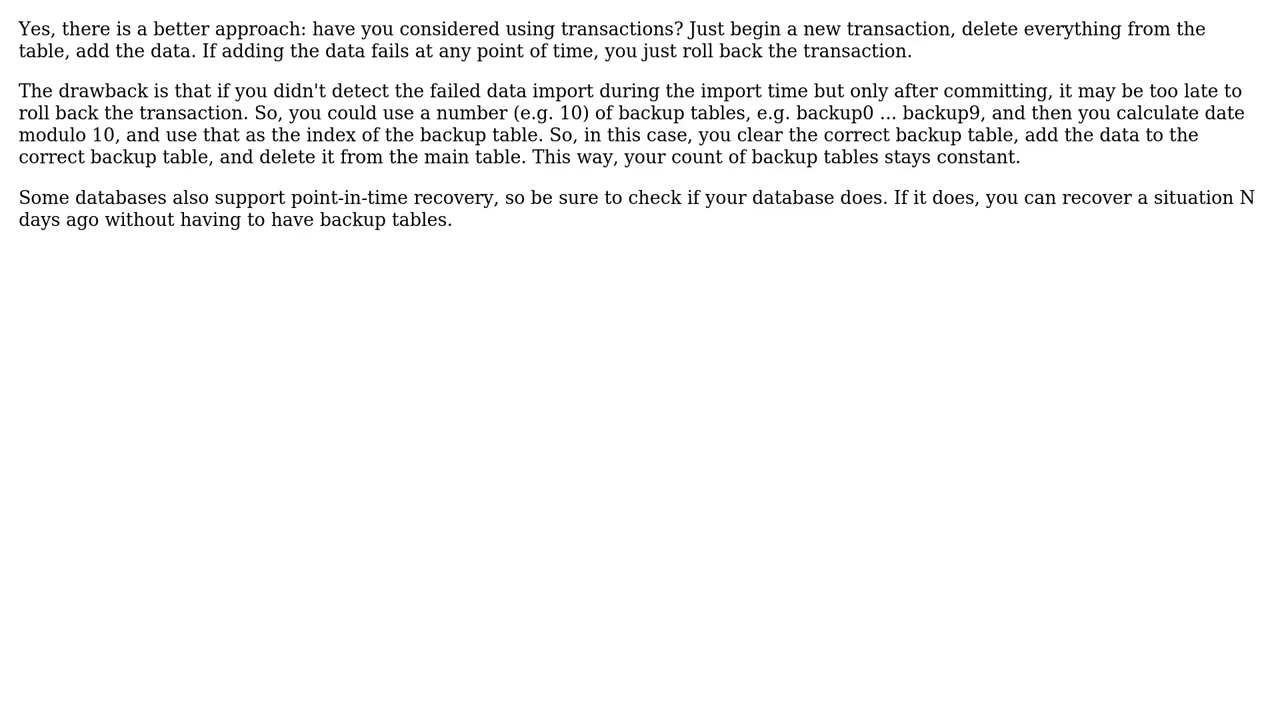 Yes, there is a better approach: have you considered using transactions? Just begin a new transaction, delete everything from the
table, add the data. If adding the data fails at any point of time, you just roll back the transaction.
The drawback is that if you didn't detect the failed data import during the import time but only after committing, it may be too late to
roll back the transaction. So, you could use a number (e.g. 10) of backup tables, e.g. backup0 ... backup9, and then you calculate date
modulo 10, and use that as the index of the backup table. So, in this case, you clear the correct backup table, add the data to the
correct backup table, and delete it from the main table. This way, your count of backup tables stays constant.
Some databases also support point-in-time recovery, so be sure to check if your database does. If it does, you can recover a situation N
days ago without having to have backup tables.